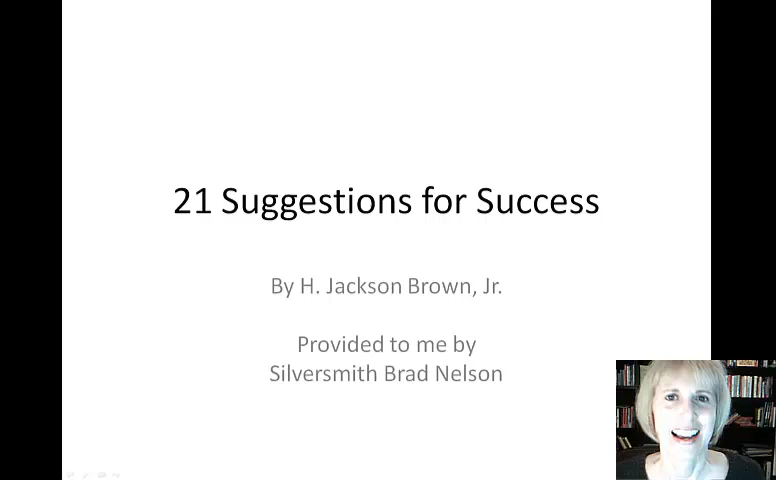 21 Suggestions for Success
By H. Jackson Brown, Jr.
Provided to me by
Silversmith Brad Nelson